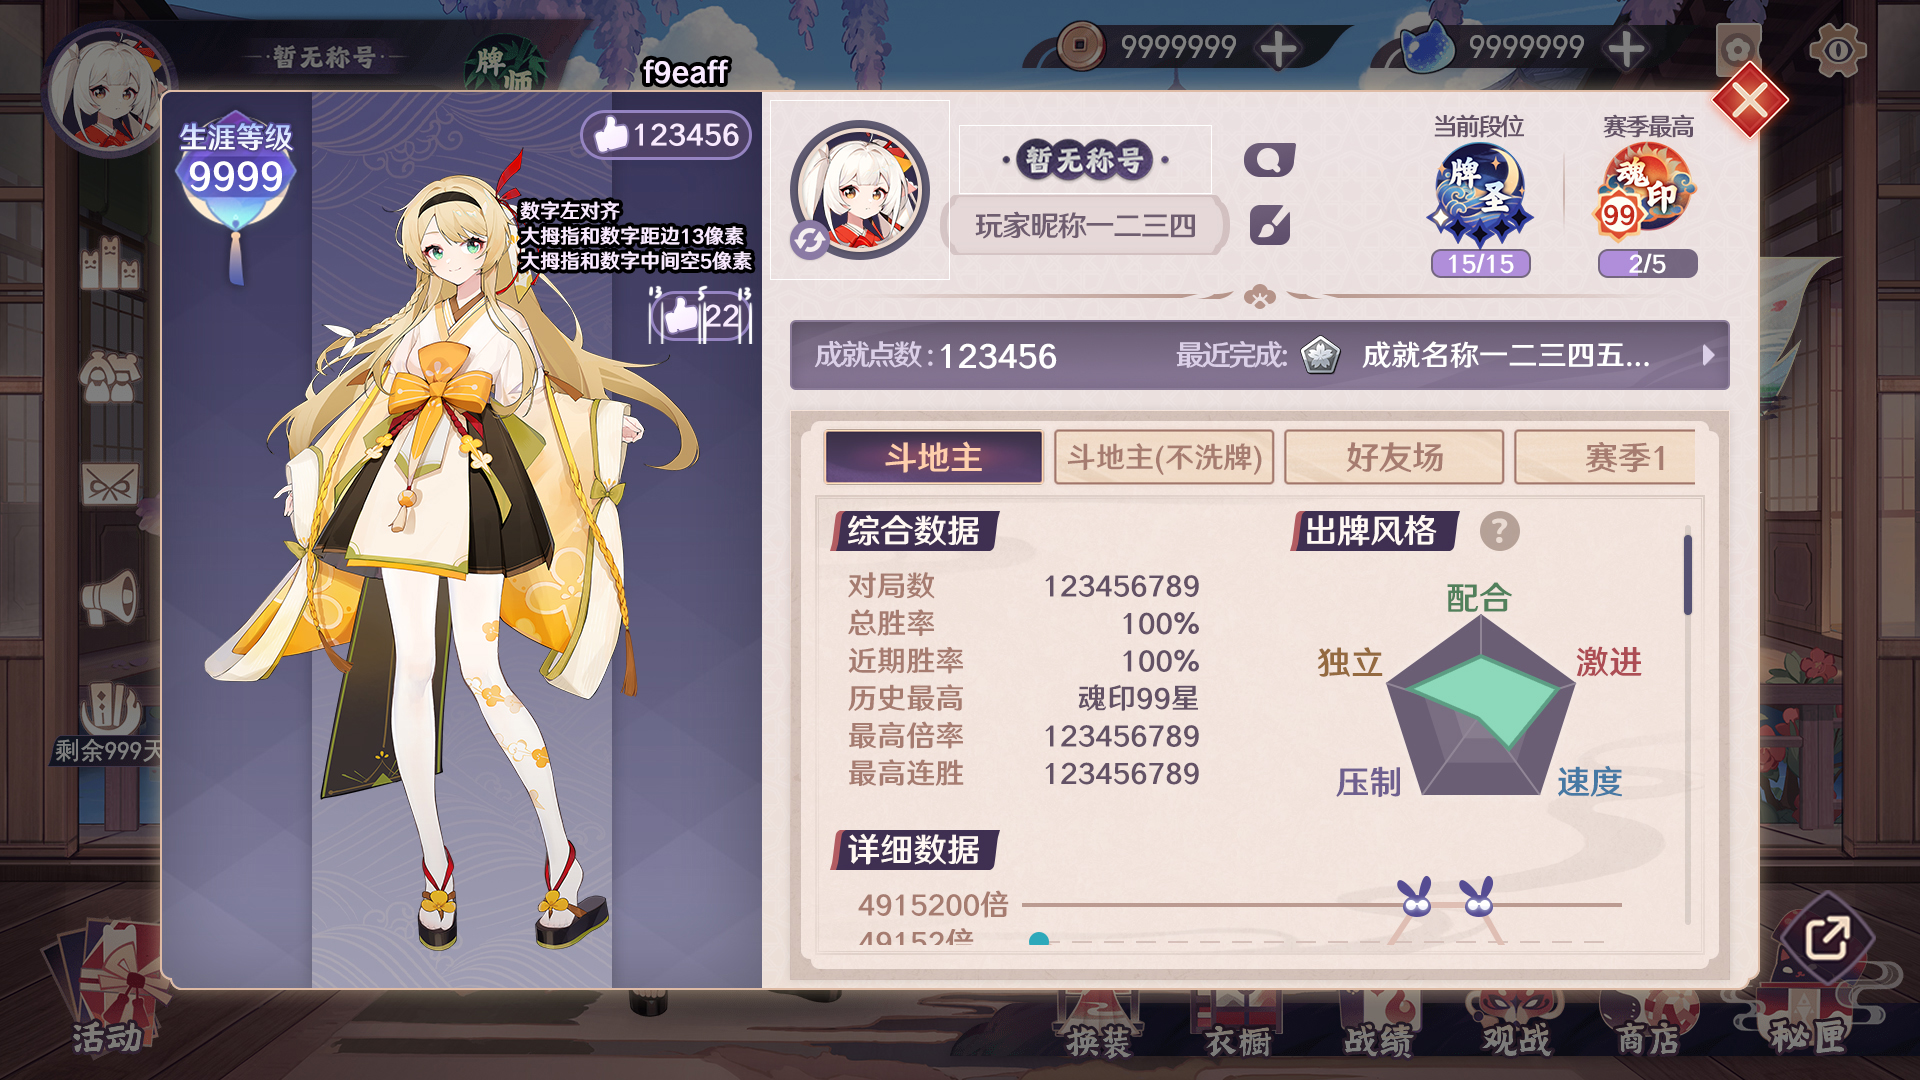 暂无称号
牌师
f9eaff
9999999
9999999
生涯等级
9999
123456
数字左对齐
大拇指和数字距边13像素
大拇指和数字中间空5像素
13 5 13
22
暂无称号
玩家昵称一二三四
当前段位
牌圣
15/15
赛季最高
魂印
99
2/5
成就点数:123456
最近完成: 成就名称一二三四五...
斗地主
斗地主(不洗牌)
好友场
赛季1
综合数据
对局数 123456789
总胜率 100%
近期胜率 100%
历史最高 魂印99星
最高倍率 123456789
最高连胜 123456789
出牌风格 ?
配合
独立
激进
压制
速度
详细数据
4915200倍
49152倍
剩余999天
活动
换装
衣橱
战绩
观战
商店
秘匣